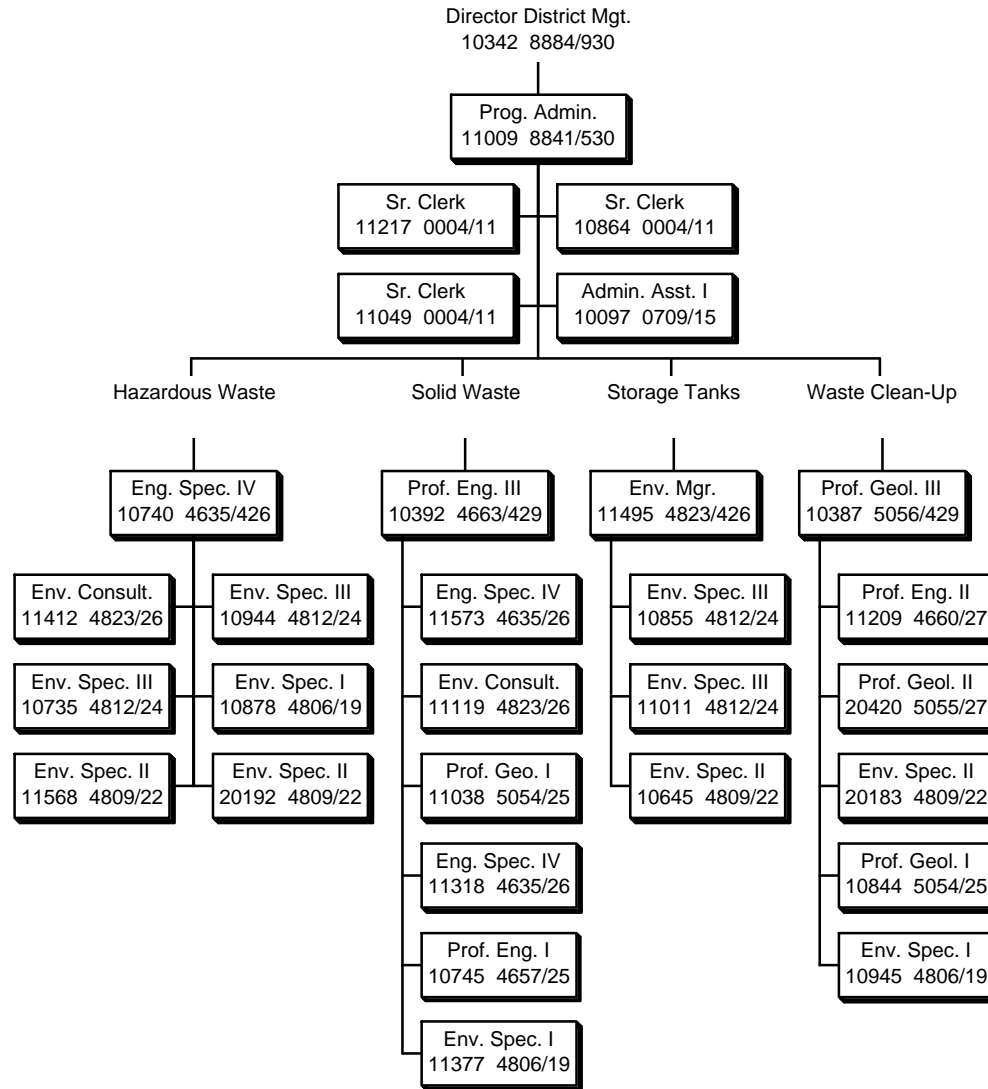 Director District Mgt.
10342 8884/930
Prog. Admin.
11009 8841/530
Sr. Clerk
11217 0004/11
Sr. Clerk
10864 0004/11
Sr. Clerk
11049 0004/11
Admin. Asst. I
10097 0709/15
Hazardous Waste
Solid Waste
Storage Tanks
Waste Clean-Up
Eng. Spec. IV
10740 4635/426
Prof. Eng. III
10392 4663/429
Env. Mgr.
11495 4823/426
Prof. Geol. III
10387 5056/429
Env. Consult.
11412 4823/26
Env. Spec. III
10944 4812/24
Env. Spec. III
10735 4812/24
Env. Spec. I
10878 4806/19
Env. Spec. II
11568 4809/22
Env. Spec. II
20192 4809/22
Eng. Spec. IV
11573 4635/26
Env. Consult.
11119 4823/26
Prof. Geo. I
11038 5054/25
Eng. Spec. IV
11318 4635/26
Prof. Eng. I
10745 4657/25
Env. Spec. I
11377 4806/19
Env. Spec. III
10855 4812/24
Env. Spec. III
11011 4812/24
Env. Spec. II
10645 4809/22
Prof. Eng. II
11209 4660/27
Prof. Geol. II
20420 5055/27
Env. Spec. II
20183 4809/22
Prof. Geol. I
10844 5054/25
Env. Spec. I
10945 4806/19